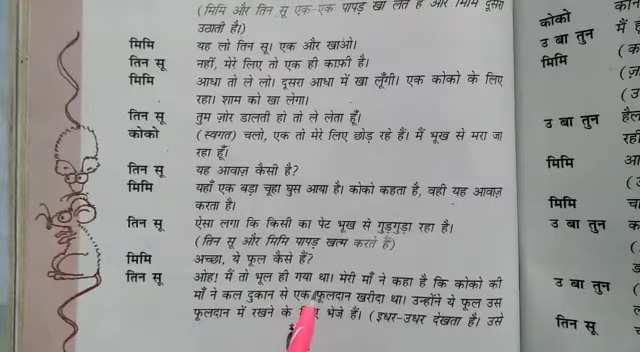 (मिमि और तिन सू एक-एक पापड़ खा लेते हैं और मिमि दूसरा
उठाती है।)
मिमि यह लो तिन सू। एक और खाओ।
तिन सू नहीं, मेरे लिए तो एक ही काफ़ी है।
मिमि आधा तो ले लो। दूसरा आधा मैं खा लूँगी। एक कोको के लिए
रहा। शाम को खा लेगा।
तिन सू तुम ज़ोर डालती हो तो ले लेता हूँ।
कोको (स्वगत) चलो, एक तो मेरे लिए छोड़ रहे हैं। मैं भूख से मरा जा
रहा हूँ।
तिन सू यह आवाज़ कैसी है?
मिमि यहाँ एक बड़ा चूहा घुस आया है। कोको कहता है, वही यह आवाज़
करता है।
तिन सू ऐसा लगा कि किसी का पेट भूख से गुड़गुड़ा रहा है।
(तिन सू और मिमि पापड़ खत्म करते हैं)
मिमि अच्छा, ये फूल कैसे हैं?
तिन सू ओह! मैं तो भूल ही गया था। मेरी माँ ने कहा है कि कोको की
माँ ने कल दुकान से एक फूलदान खरीदा था। उन्होंने ये फूल उस
फूलदान में रखने के भेजे हैं। (इधर-उधर देखता है। उसे
कोको
उ बा तुन मैं
मिमि
उ बा तुन
रही
मिमि
मिमि
उ बा तुन
उ बा तुन
तिन सू